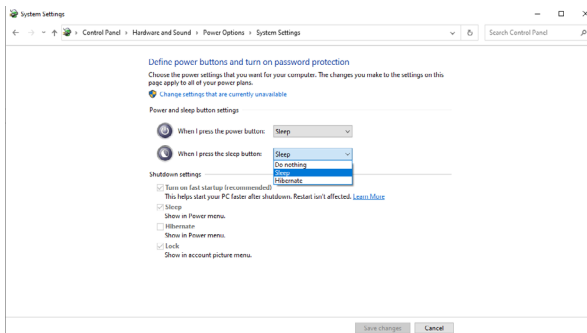 System Settings
Control Panel > Hardware and Sound > Power Options > System Settings
Search Control Panel
Define power buttons and turn on password protection
Choose the power settings that you want for your computer. The changes you make to the settings on this
page apply to all of your power plans.
Change settings that are currently unavailable
Power and sleep button settings
When I press the power button: Sleep
When I press the sleep button: Sleep
Do nothing
Sleep
Hibernate
Shutdown settings
Turn on fast startup (recommended)
This helps start your PC faster after shutdown. Restart isn't affected. Learn More
Sleep
Show in Power menu.
Hibernate
Show in Power menu.
Lock
Show in account picture menu.
Save changes Cancel